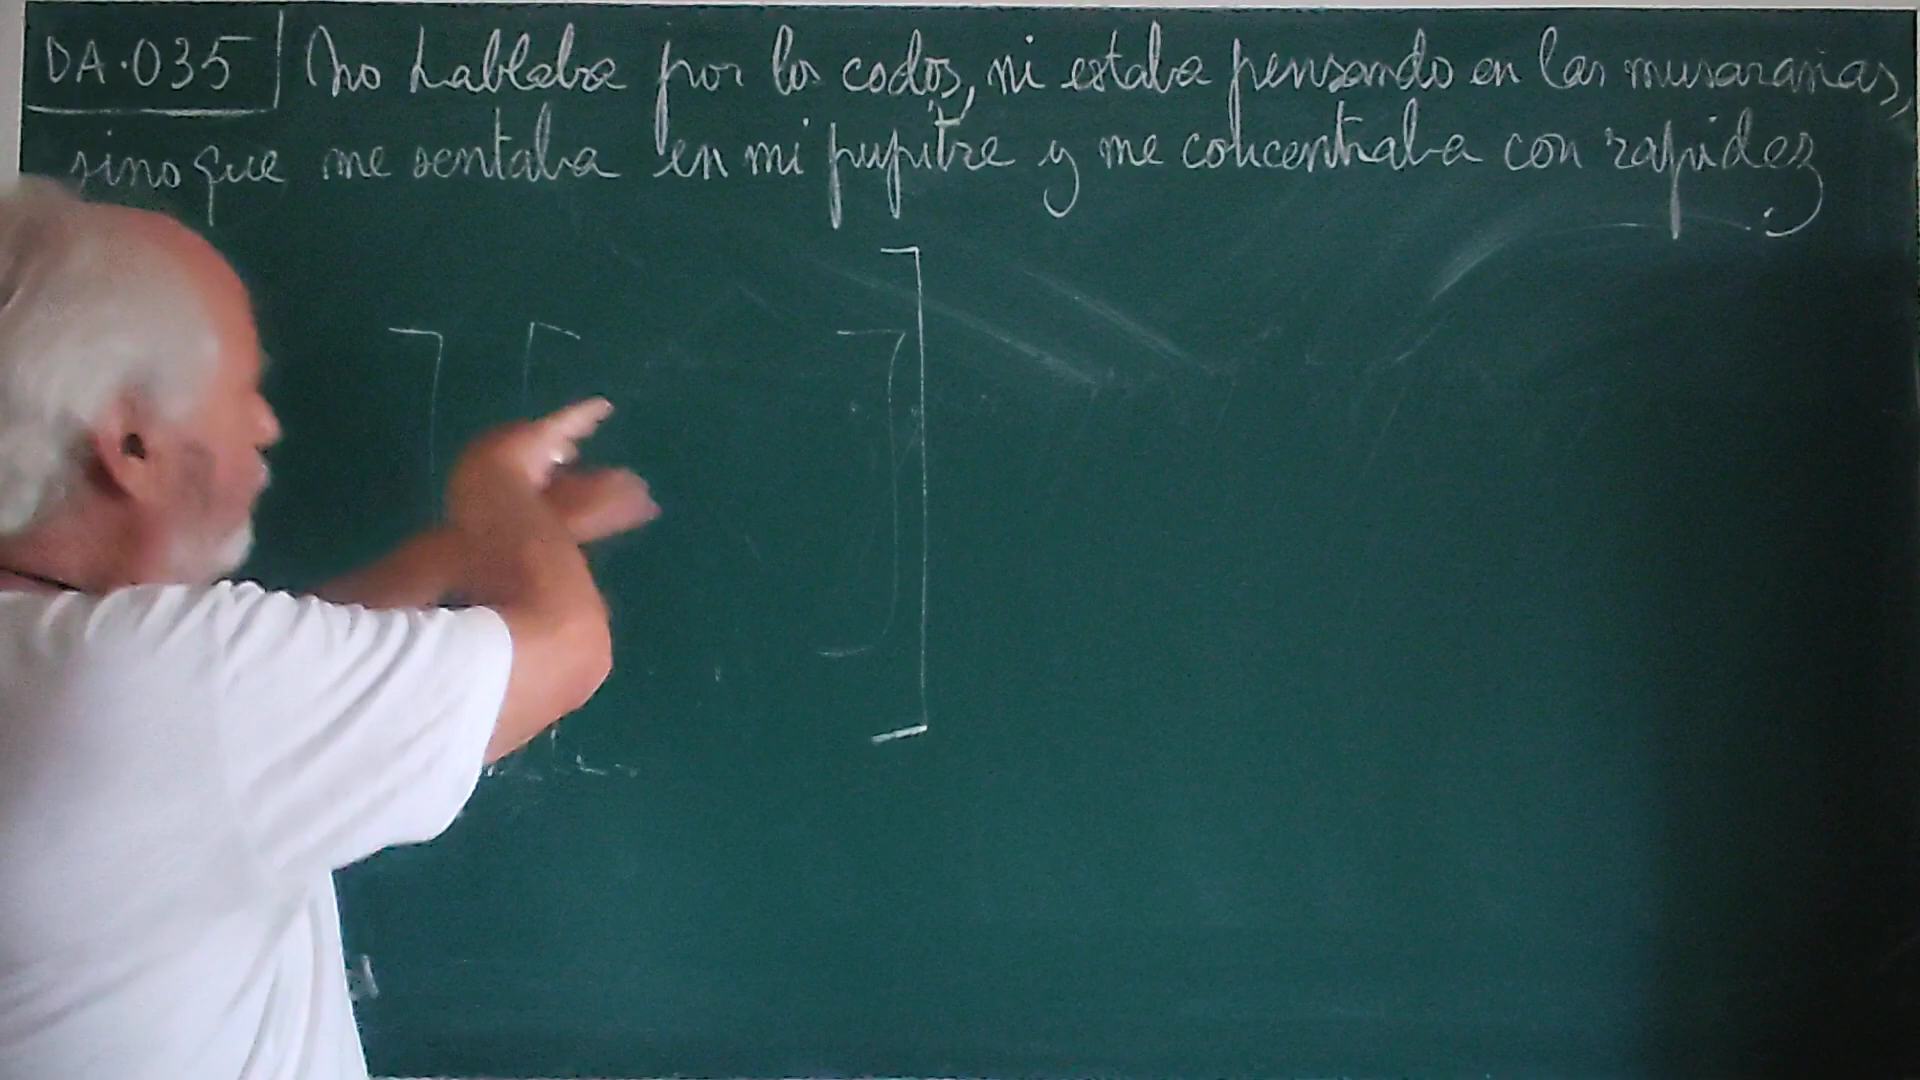 DA.035 No hablaba por los codos, ni estaba pensando en las musarañas,
sino que me sentaba en mi pupitre y me concentraba con rapidez.